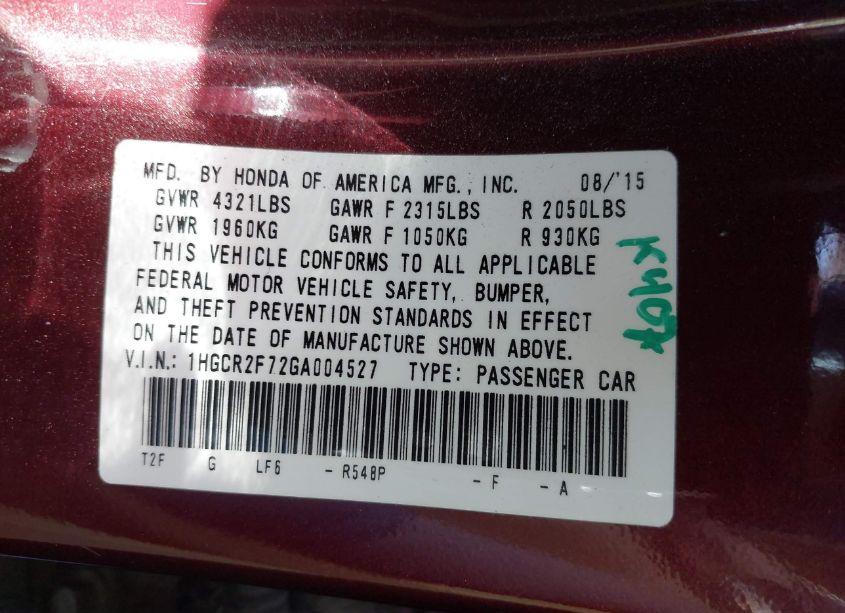 MFD. BY HONDA OF AMERICA MFG., INC. 08/'15
GVWR 4321LBS GAWR F 2315LBS R 2050LBS
GVWR 1960KG GAWR F 1050KG R 930KG
THIS VEHICLE CONFORMS TO ALL APPLICABLE
FEDERAL MOTOR VEHICLE SAFETY, BUMPER,
AND THEFT PREVENTION STANDARDS IN EFFECT
ON THE DATE OF MANUFACTURE SHOWN ABOVE.
V.I.N.: 1HGCR2F72GA004527 TYPE: PASSENGER CAR
T2F G LF6 - R548P - F - A